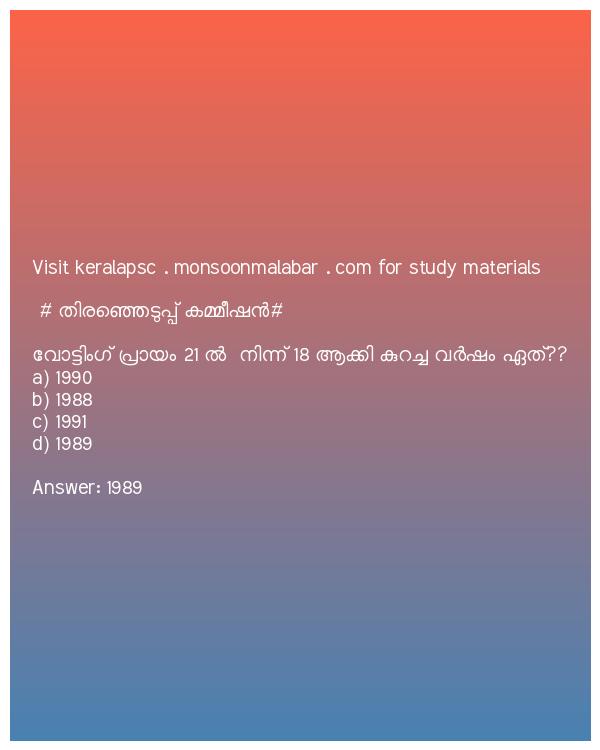 Visit keralapsc . monsoonmalabar . com for study materials
# തിരഞ്ഞെടുപ്പ് കമ്മീഷൻ#
വോട്ടിംഗ് പ്രായം 21 ൽ നിന്ന് 18 ആക്കി കുറച്ച വർഷം ഏത്??
a) 1990
b) 1988
c) 1991
d) 1989
Answer: 1989